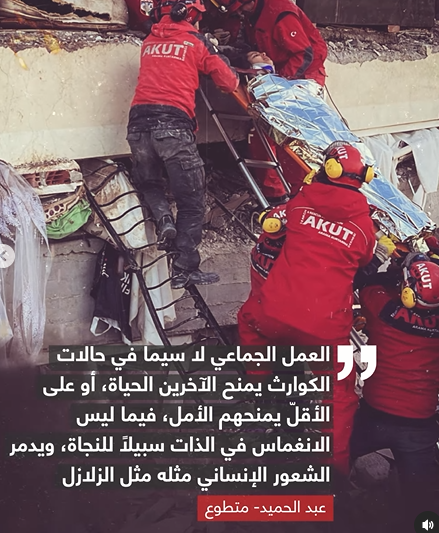 AKUT
AKUT
AKUT
العمل الجماعي لا سيما في حالات
الكوارث يمنح الآخرين الحياة، أو على
الأقلّ يمنحهم الأمل، فيما ليس
الانغماس في الذات سبيلاً للنجاة، ويدمر
الشعور الإنساني مثله مثل الزلازل
عبد الحميد- متطوع